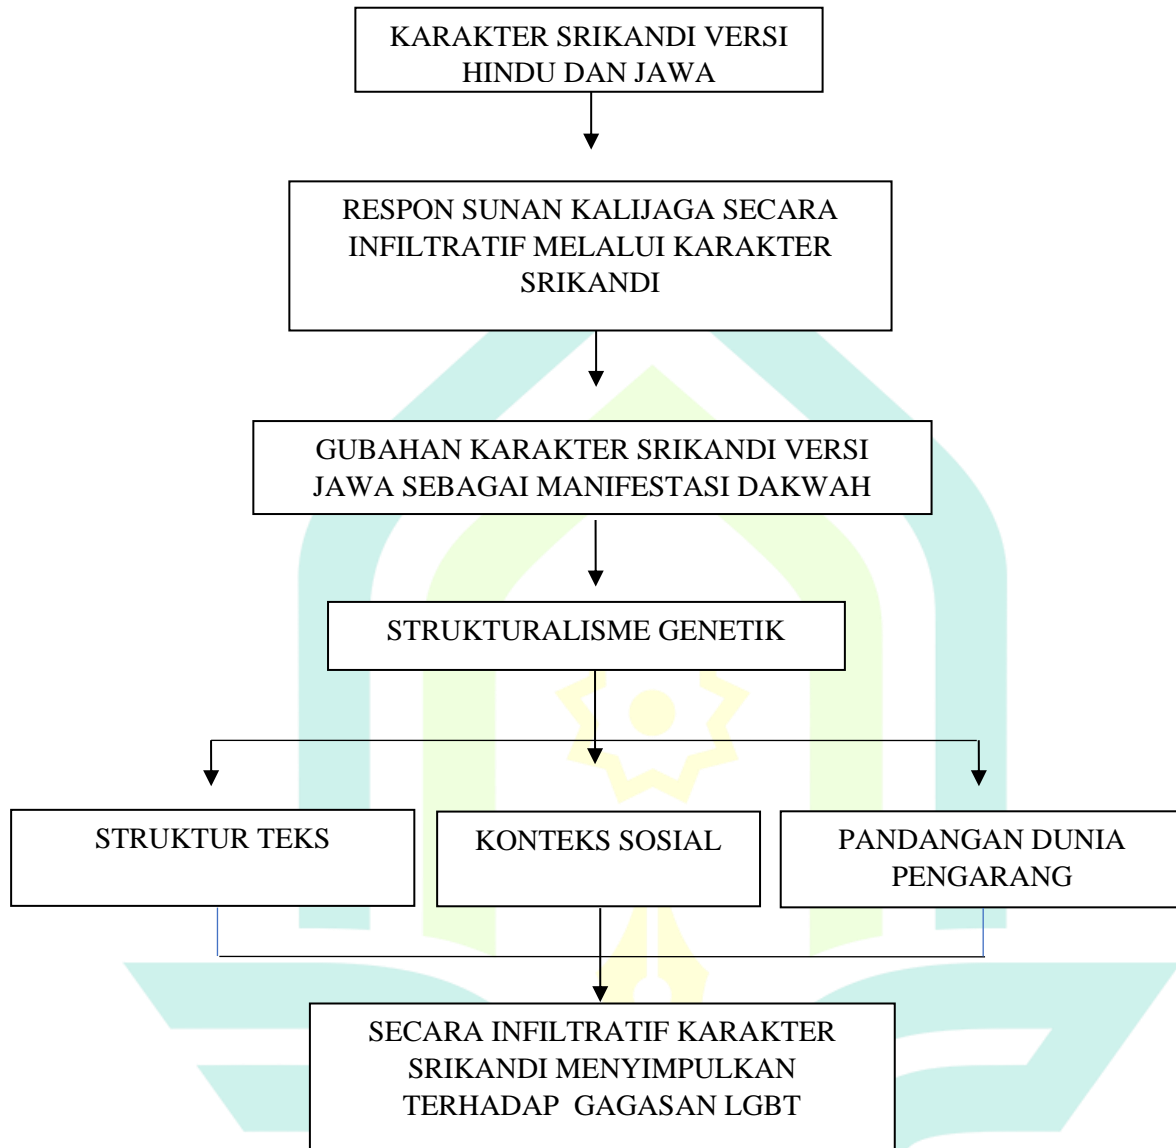 KARAKTER SRIKANDI VERSI
HINDU DAN JAWA
RESPON SUNAN KALIJAGA SECARA
INFILTRATIF MELALUI KARAKTER
SRIKANDI
GUBAHAN KARAKTER SRIKANDI VERSI
JAWA SEBAGAI MANIFESTASI DAKWAH
STRUKTURALISME GENETIK
STRUKTUR TEKS
KONTEKS SOSIAL
PANDANGAN DUNIA
PENGARANG
SECARA INFILTRATIF KARAKTER
SRIKANDI MENYIMPULKAN
TERHADAP GAGASAN LGBT